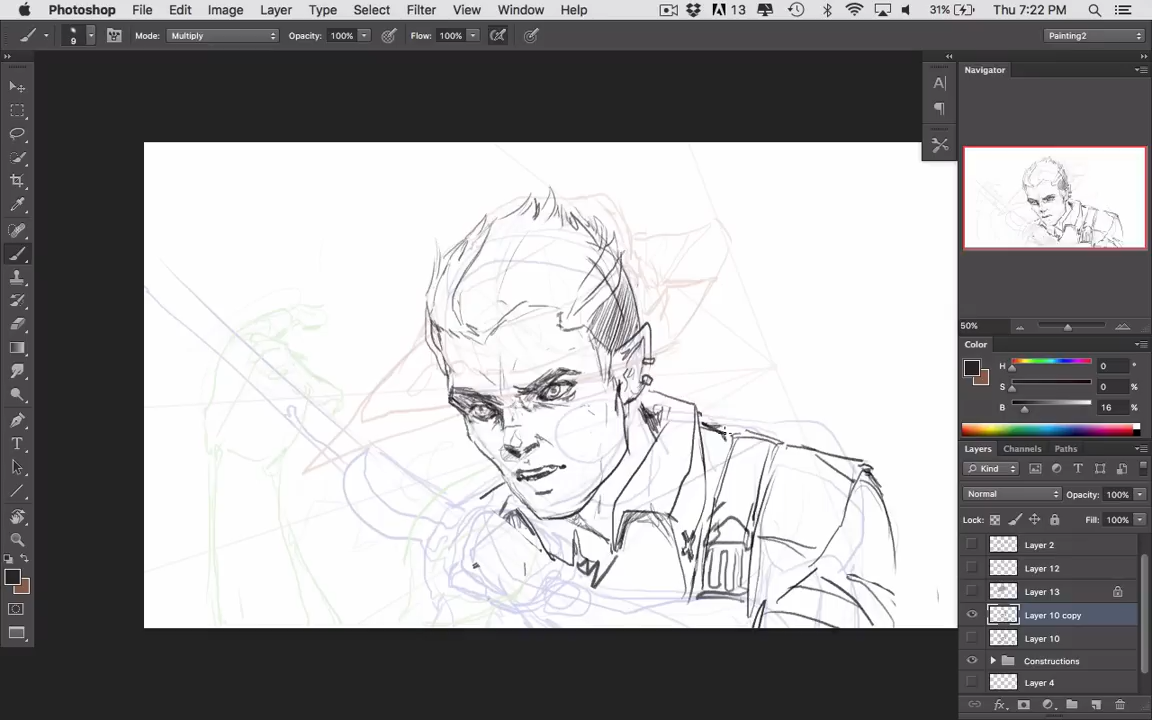 Photoshop File Edit Image Layer Type Select Filter View Window Help 13 31% Thu 7:22 PM
9 Mode: Multiply Opacity: 100% Flow: 100% Painting2
A Navigator
50%
Color
H 0 °
S 0 %
B 16 %
Layers Channels Paths
Kind T
Normal Opacity: 100%
Lock: Fill: 100%
Layer 2
Layer 12
Layer 13
Layer 10 copy
Layer 10
Constructions
Layer 4
fx